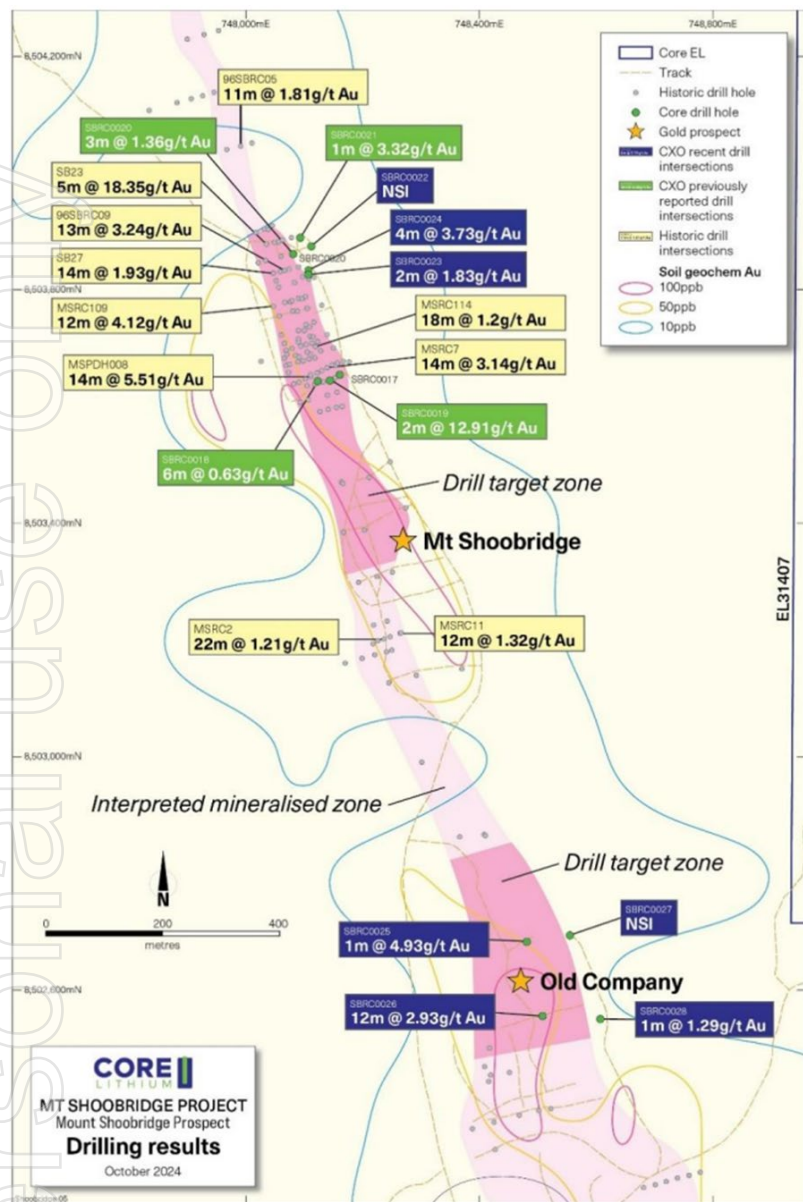 748,000mE
748,400mE
748,800mE
8,504,200mN
Core EL
Track
Historic drill hole
Core drill hole
Gold prospect
CXO recent drill
intersections
CXO previously
reported drill
intersections
Historic drill
intersections
Soil geochem Au
100ppb
50ppb
10ppb
96SBRC05
11m @ 1.81g/t Au
SBRC0020
3m @ 1.36g/t Au
SBRC0021
1m @ 3.32g/t Au
SB23
5m @ 18.35g/t Au
SBRC0022
NSI
96SBRC09
13m @ 3.24g/t Au
SBRC0024
4m @ 3.73g/t Au
SB27
14m @ 1.93g/t Au
SBRC0020
SBRC0023
2m @ 1.83g/t Au
8,503,800mN
MSRC109
12m @ 4.12g/t Au
MSRC114
18m @ 1.2g/t Au
MSPDH008
14m @ 5.51g/t Au
MSRC7
14m @ 3.14g/t Au
SBRC0017
SBRC0019
2m @ 12.91g/t Au
SBRC0018
6m @ 0.63g/t Au
Drill target zone
8,503,400mN
Mt Shoobridge
EL31407
MSRC2
22m @ 1.21g/t Au
MSRC11
12m @ 1.32g/t Au
8,503,000mN
Interpreted mineralised zone
Drill target zone
N
0 200 400
metres
SBRC0025
1m @ 4.93g/t Au
SBRC0027
NSI
8,502,600mN
Old Company
SBRC0026
12m @ 2.93g/t Au
SBRC0028
1m @ 1.29g/t Au
CORE
LITHIUM
MT SHOOBRIDGE PROJECT
Mount Shoobridge Prospect
Drilling results
October 2024
ersonal use only